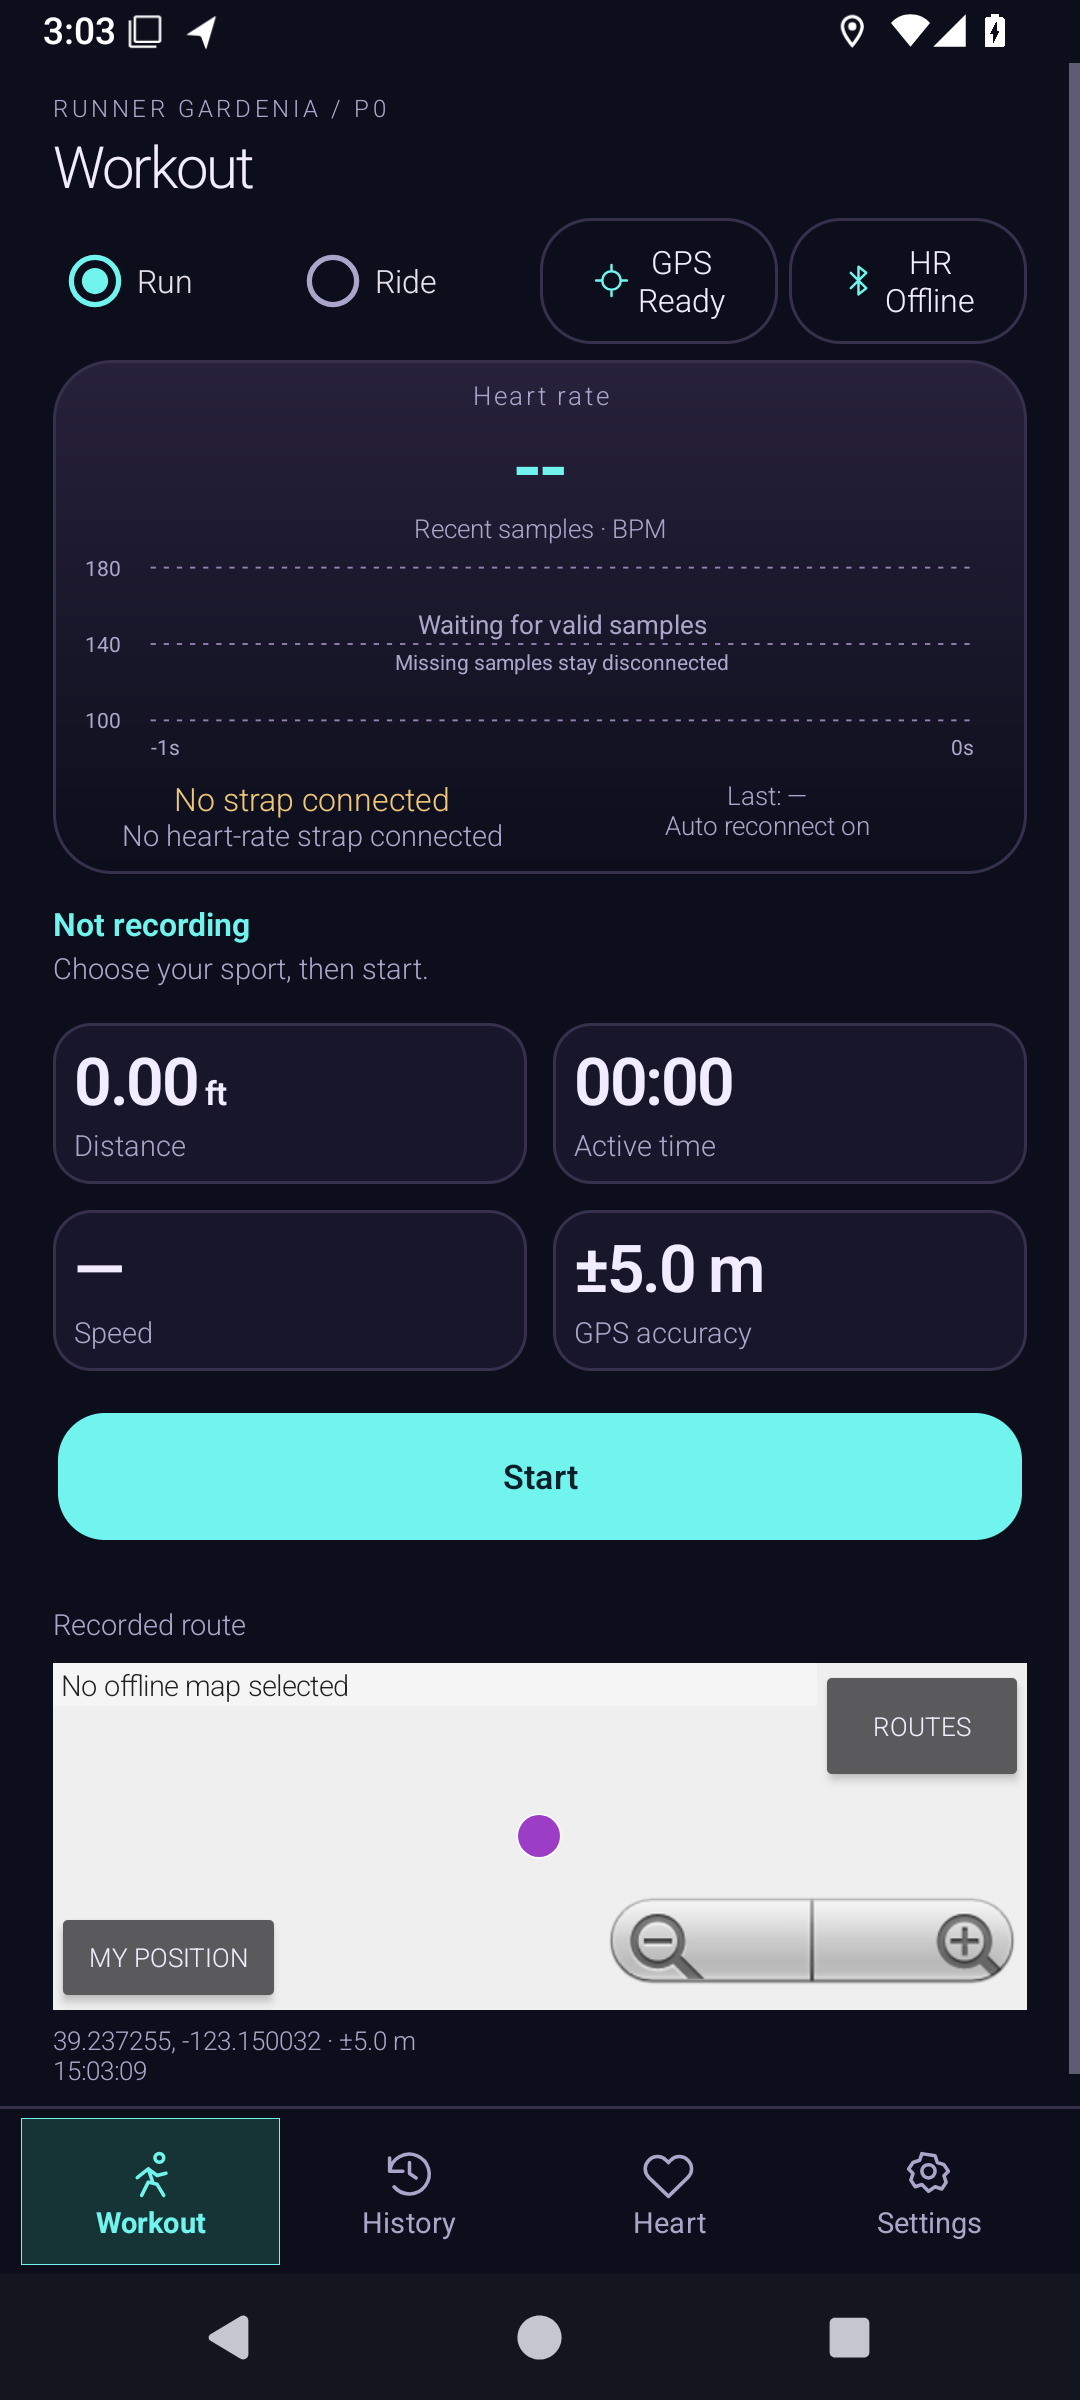 3:03
RUNNER GARDENIA / P0
Workout
Run
Ride
GPS
Ready
HR
Offline
Heart rate
--
Recent samples · BPM
180
Waiting for valid samples
140
Missing samples stay disconnected
100
-1s
0s
No strap connected
No heart-rate strap connected
Last: —
Auto reconnect on
Not recording
Choose your sport, then start.
0.00 ft
Distance
00:00
Active time
—
Speed
±5.0 m
GPS accuracy
Start
Recorded route
No offline map selected
ROUTES
MY POSITION
39.237255, -123.150032 · ±5.0 m
15:03:09
Workout
History
Heart
Settings